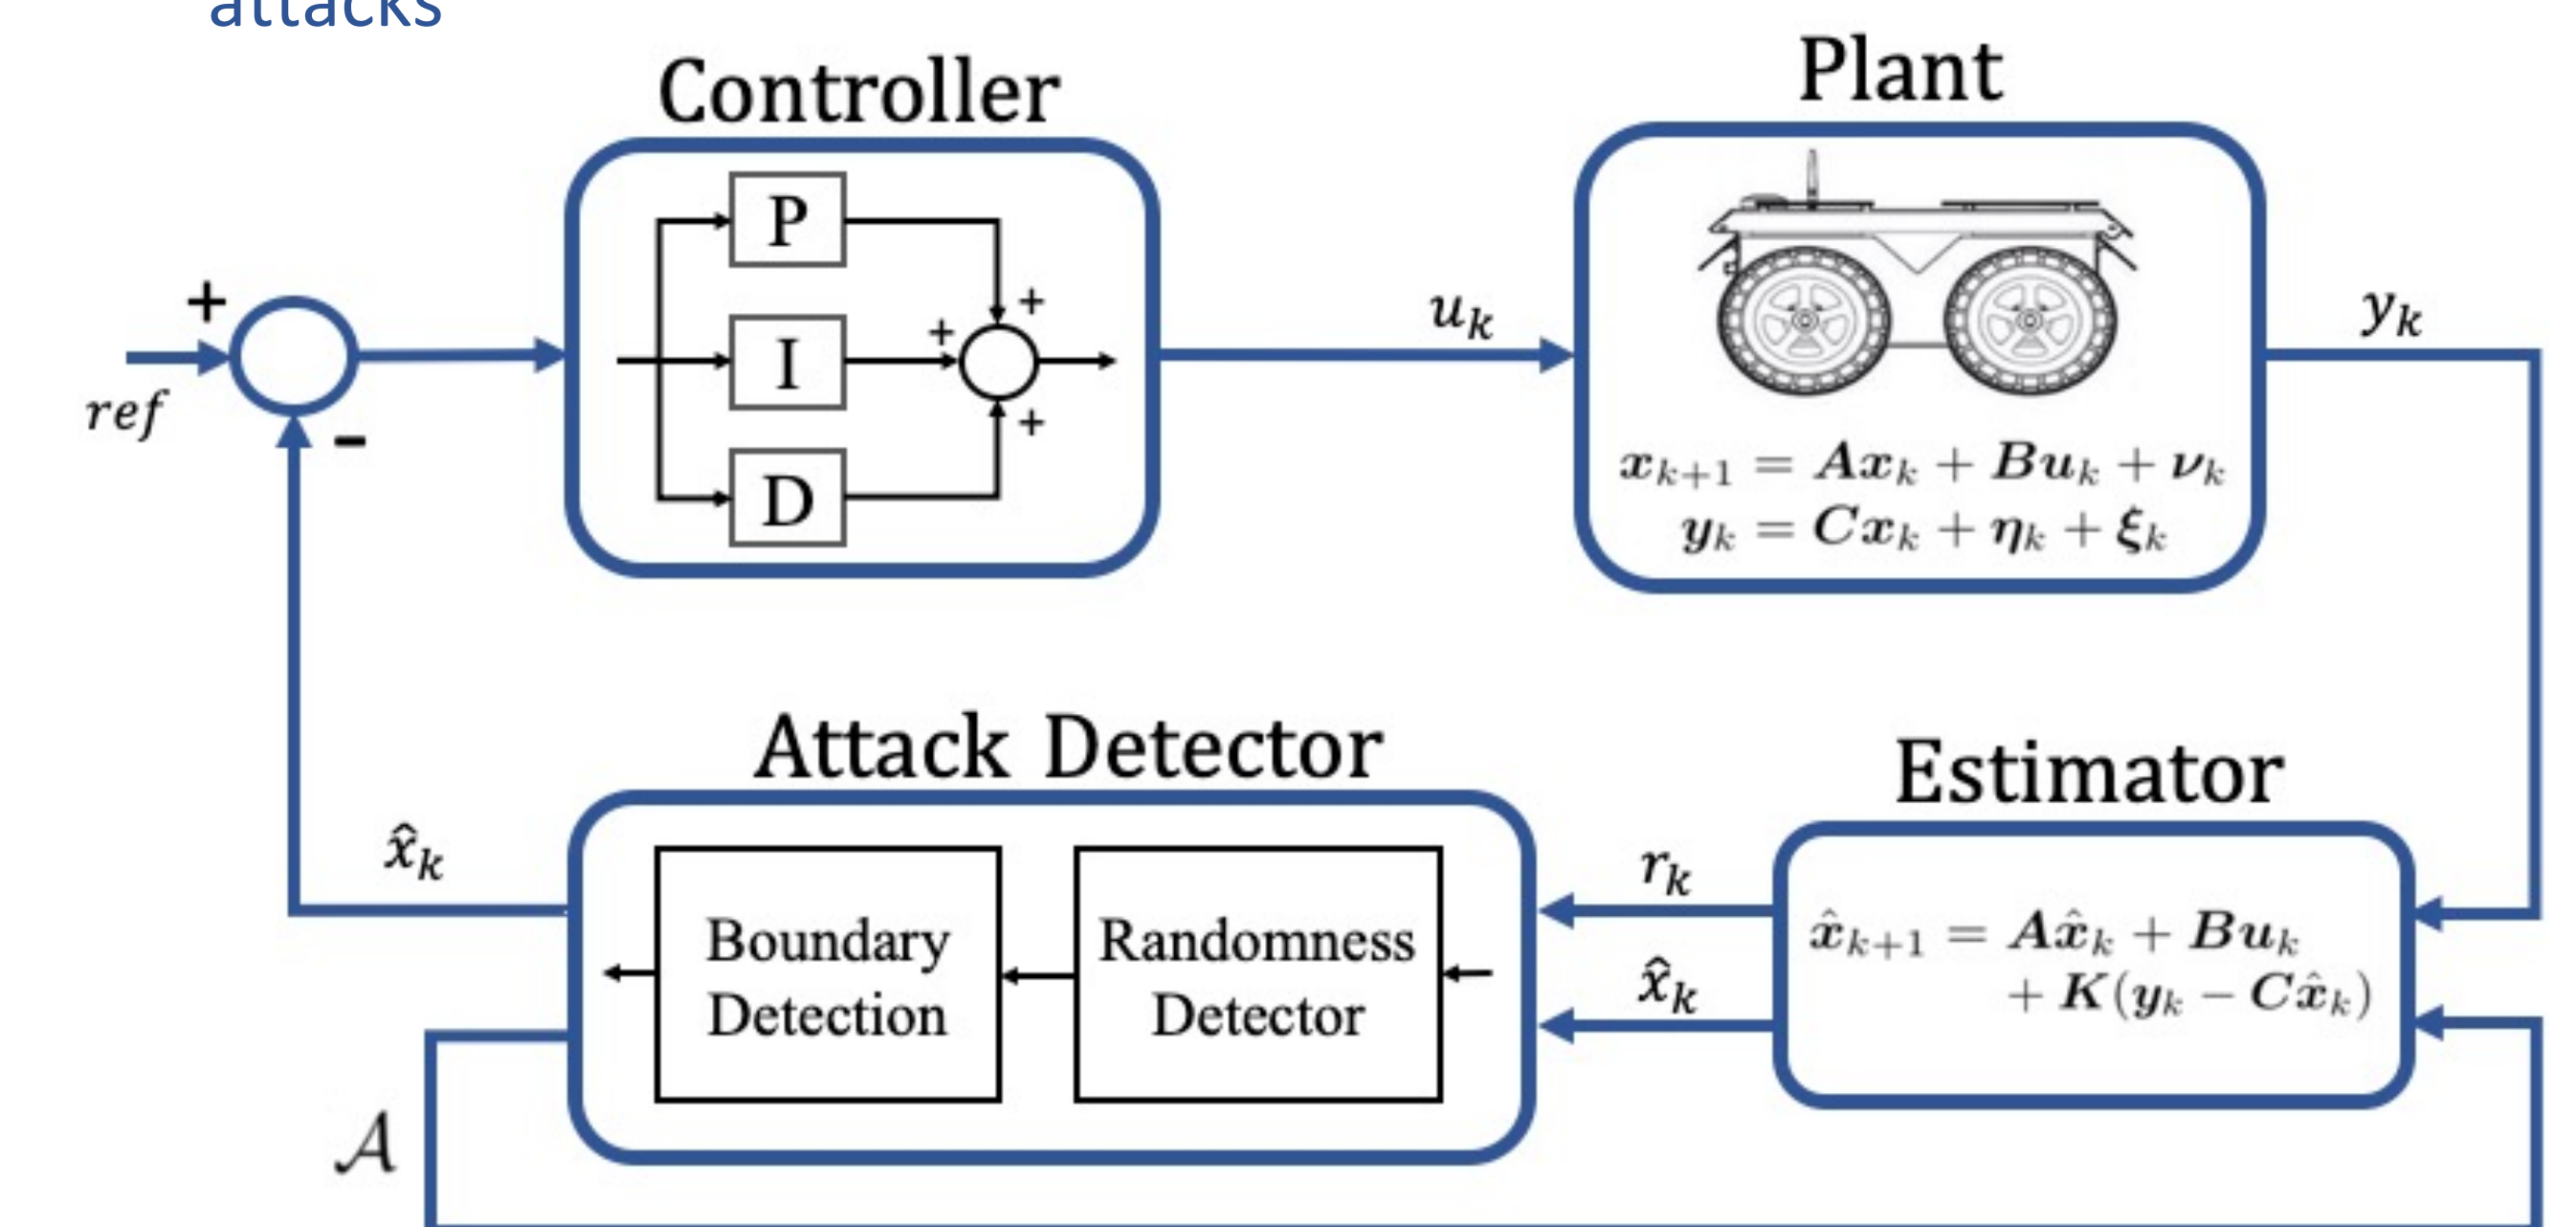 attacks
Controller
Plant
P
I
D
+
+
+
+
ref
-
u_k
y_k
x_{k+1} = Ax_k + Bu_k + ν_k
y_k = Cx_k + η_k + ξ_k
Attack Detector
Estimator
x̂_k
Boundary
Detection
Randomness
Detector
r_k
x̂_k
x̂_{k+1} = Ax̂_k + Bu_k
+ K(y_k − Cx̂_k)
𝒜